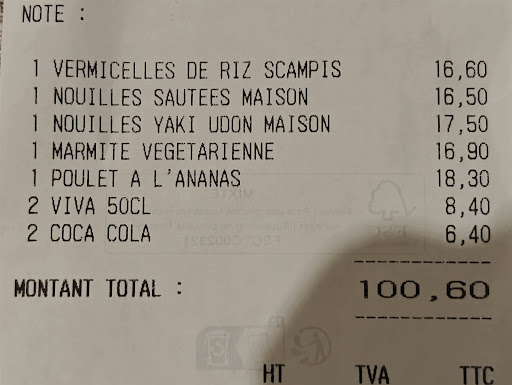 NOTE :
1 VERMICELLES DE RIZ SCAMPIS 16,60
1 NOUILLES SAUTEES MAISON 16,50
1 NOUILLES YAKI UDON MAISON 17,50
1 MARMITE VEGETARIENNE 16,90
1 POULET A L'ANANAS 18,30
2 VIVA 50CL 8,40
2 COCA COLA 6,40
MONTANT TOTAL : 100,60
HT TVA TTC